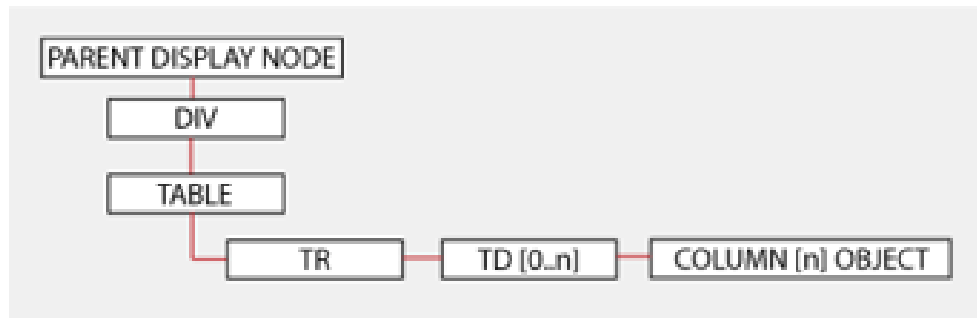 PARENT DISPLAY NODE
DIV
TABLE
TR
TD [0..n]
COLUMN [n] OBJECT